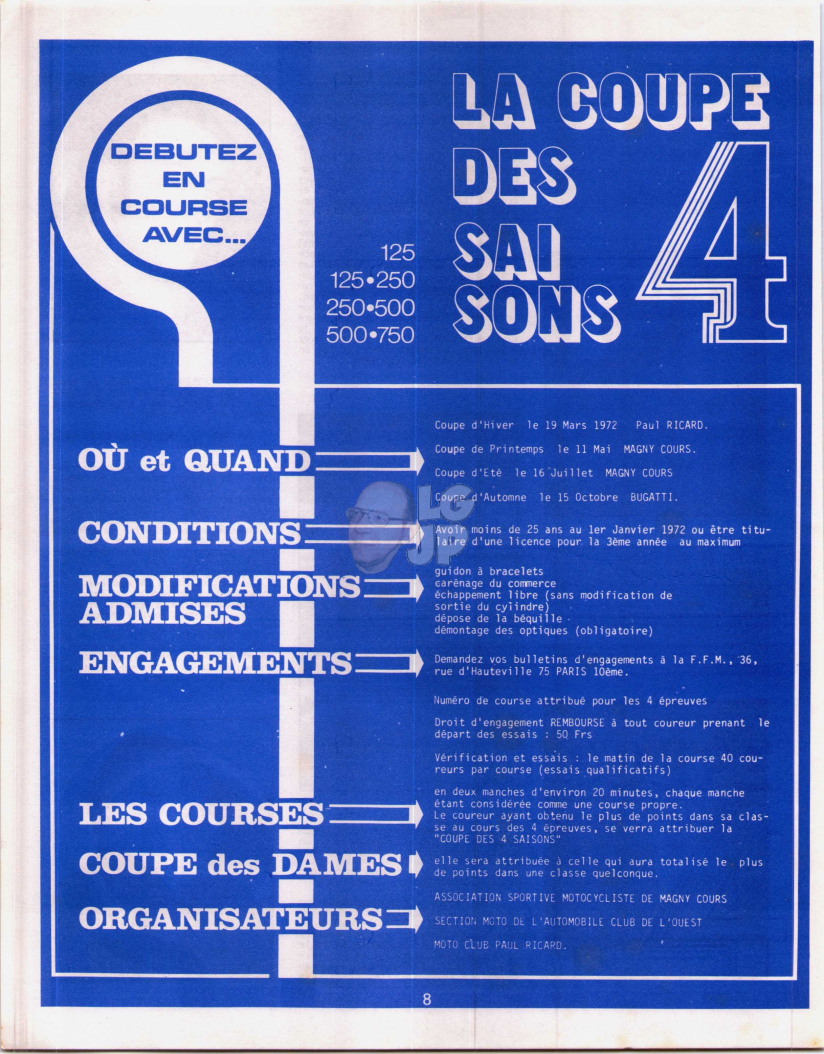 LA COUPE
DES
4
SAI
SONS
DEBUTEZ
EN
COURSE
AVEC...
125
125•250
250•500
500•750
OÙ et QUAND
Coupe d'Hiver le 19 Mars 1972 Paul RICARD.
Coupe de Printemps le 11 Mai MAGNY COURS.
Coupe d'Eté le 16 Juillet MAGNY COURS
Coupe d'Automne le 15 Octobre BUGATTI.
LG
JP
CONDITIONS
Avoir moins de 25 ans au 1er Janvier 1972 ou être titu-
laire d'une licence pour la 3ème année au maximum
MODIFICATIONS
ADMISES
guidon à bracelets
carênage du commerce
échappement libre (sans modification de
sortie du cylindre)
dépose de la béquille
démontage des optiques (obligatoire)
ENGAGEMENTS
Demandez vos bulletins d'engagements à la F.F.M., 36,
rue d'Hauteville 75 PARIS 10ème.
Numéro de course attribué pour les 4 épreuves
Droit d'engagement REMBOURSE à tout coureur prenant le
départ des essais : 50 Frs
Vérification et essais : le matin de la course 40 cou-
reurs par course (essais qualificatifs)
LES COURSES
en deux manches d'environ 20 minutes, chaque manche
étant considérée comme une course propre.
Le coureur ayant obtenu le plus de points dans sa clas-
se au cours des 4 épreuves, se verra attribuer la
"COUPE DES 4 SAISONS"
COUPE des DAMES
elle sera attribuée à celle qui aura totalisé le plus
de points dans une classe quelconque.
ORGANISATEURS
ASSOCIATION SPORTIVE MOTOCYCLISTE DE MAGNY COURS
SECTION MOTO DE L'AUTOMOBILE CLUB DE L'OUEST
MOTO CLUB PAUL RICARD.
8